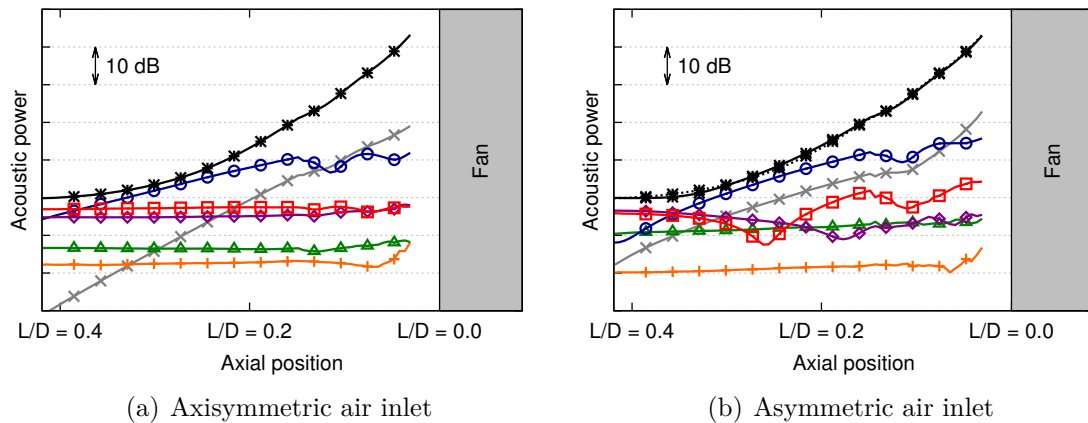 Acoustic power
10 dB
Fan
L/D = 0.4
L/D = 0.2
L/D = 0.0
Axial position
(a) Axisymmetric air inlet
Acoustic power
10 dB
Fan
L/D = 0.4
L/D = 0.2
L/D = 0.0
Axial position
(b) Asymmetric air inlet